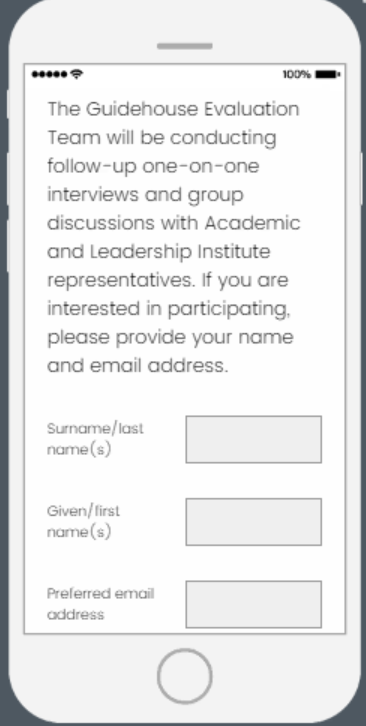 100%
The Guidehouse Evaluation
Team will be conducting
follow-up one-on-one
interviews and group
discussions with Academic
and Leadership Institute
representatives. If you are
interested in participating,
please provide your name
and email address.
Surname/last
name(s)
Given/first
name(s)
Preferred email
address